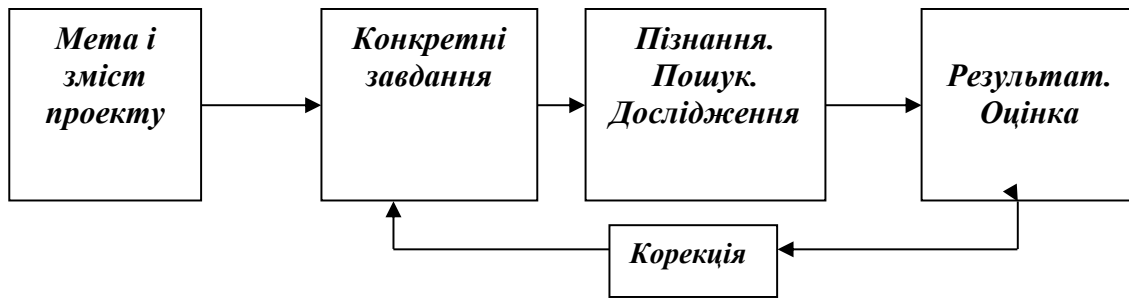 Мета і
зміст
проекту
Конкретні
завдання
Пізнання.
Пошук.
Дослідження
Результат.
Оцінка
Корекція